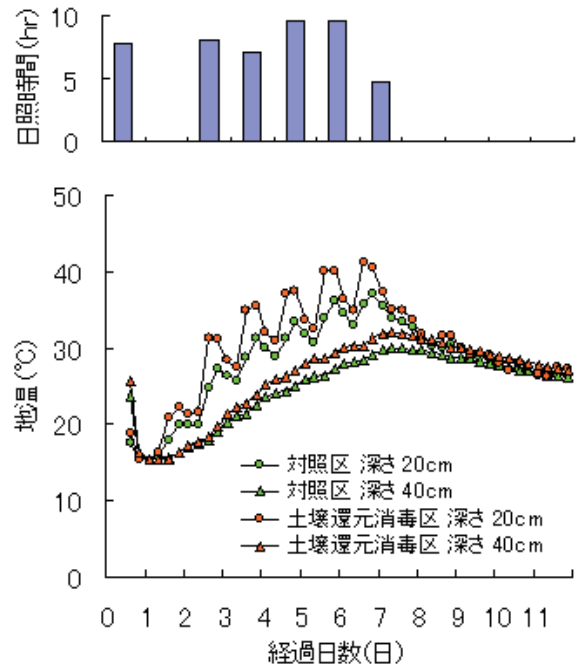 日照時間(hr)
10
5
0
地温(℃)
50
40
30
20
10
0
対照区 深さ20cm
対照区 深さ40cm
土壌還元消毒区 深さ20cm
土壌還元消毒区 深さ40cm
0 1 2 3 4 5 6 7 8 9 10 11
経過日数(日)